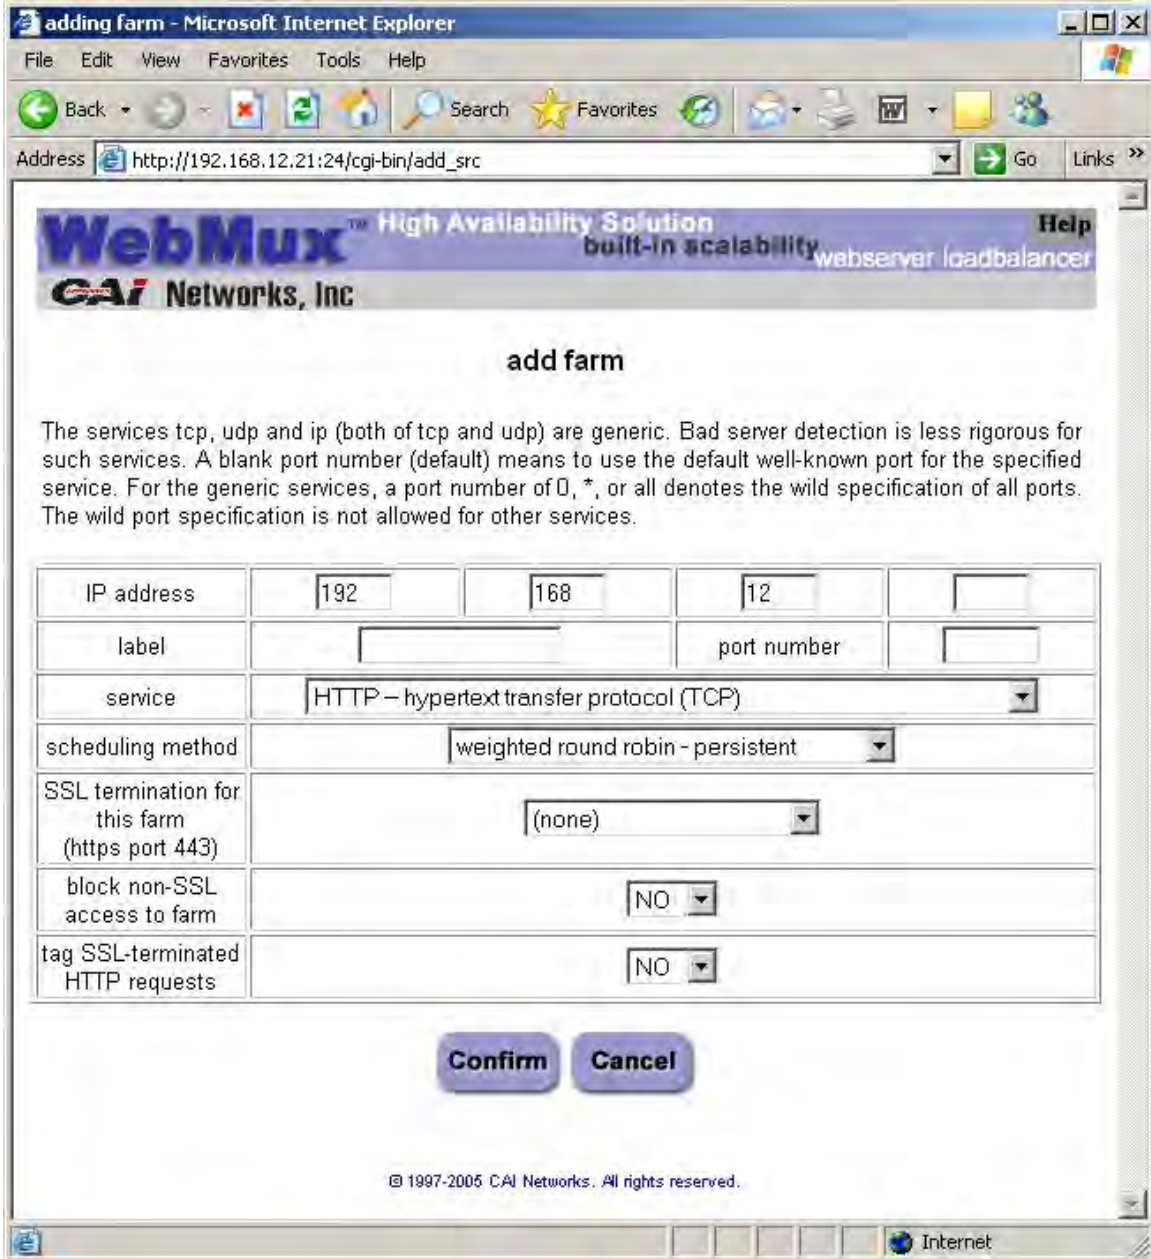 adding farm - Microsoft Internet Explorer
File Edit View Favorites Tools Help
Back Search Favorites
Address http://192.168.12.21:24/cgi-bin/add_src Go Links »
WebMux™ High Availability Solution Help
built-in scalability
webserver loadbalancer
CAI Networks, Inc
add farm
The services tcp, udp and ip (both of tcp and udp) are generic. Bad server detection is less rigorous for
such services. A blank port number (default) means to use the default well-known port for the specified
service. For the generic services, a port number of 0, *, or all denotes the wild specification of all ports.
The wild port specification is not allowed for other services.
IP address 192 168 12
label port number
service HTTP – hypertext transfer protocol (TCP)
scheduling method weighted round robin - persistent
SSL termination for
this farm
(https port 443)
(none)
block non-SSL
access to farm
NO
tag SSL-terminated
HTTP requests
NO
Confirm Cancel
© 1997-2005 CAI Networks. All rights reserved.
Internet